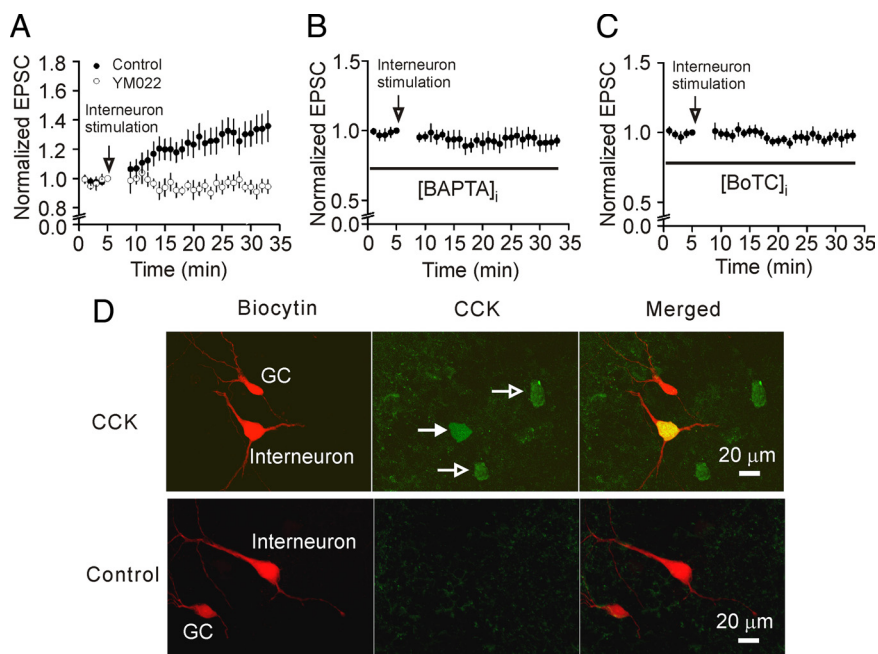 A
Normalized EPSC
1.8
1.6
1.4
1.2
1.0
0.8
0.0
Control
YM022
Interneuron
stimulation
0 5 10 15 20 25 30 35
Time (min)
B
Normalized EPSC
1.5
1.0
0.5
0.0
Interneuron
stimulation
[BAPTA]i
0 5 10 15 20 25 30 35
Time (min)
C
Normalized EPSC
1.5
1.0
0.5
0.0
Interneuron
stimulation
[BoTC]i
0 5 10 15 20 25 30 35
Time (min)
D
Biocytin CCK Merged
CCK
GC
Interneuron
20 μm
Control
Interneuron
GC
20 μm